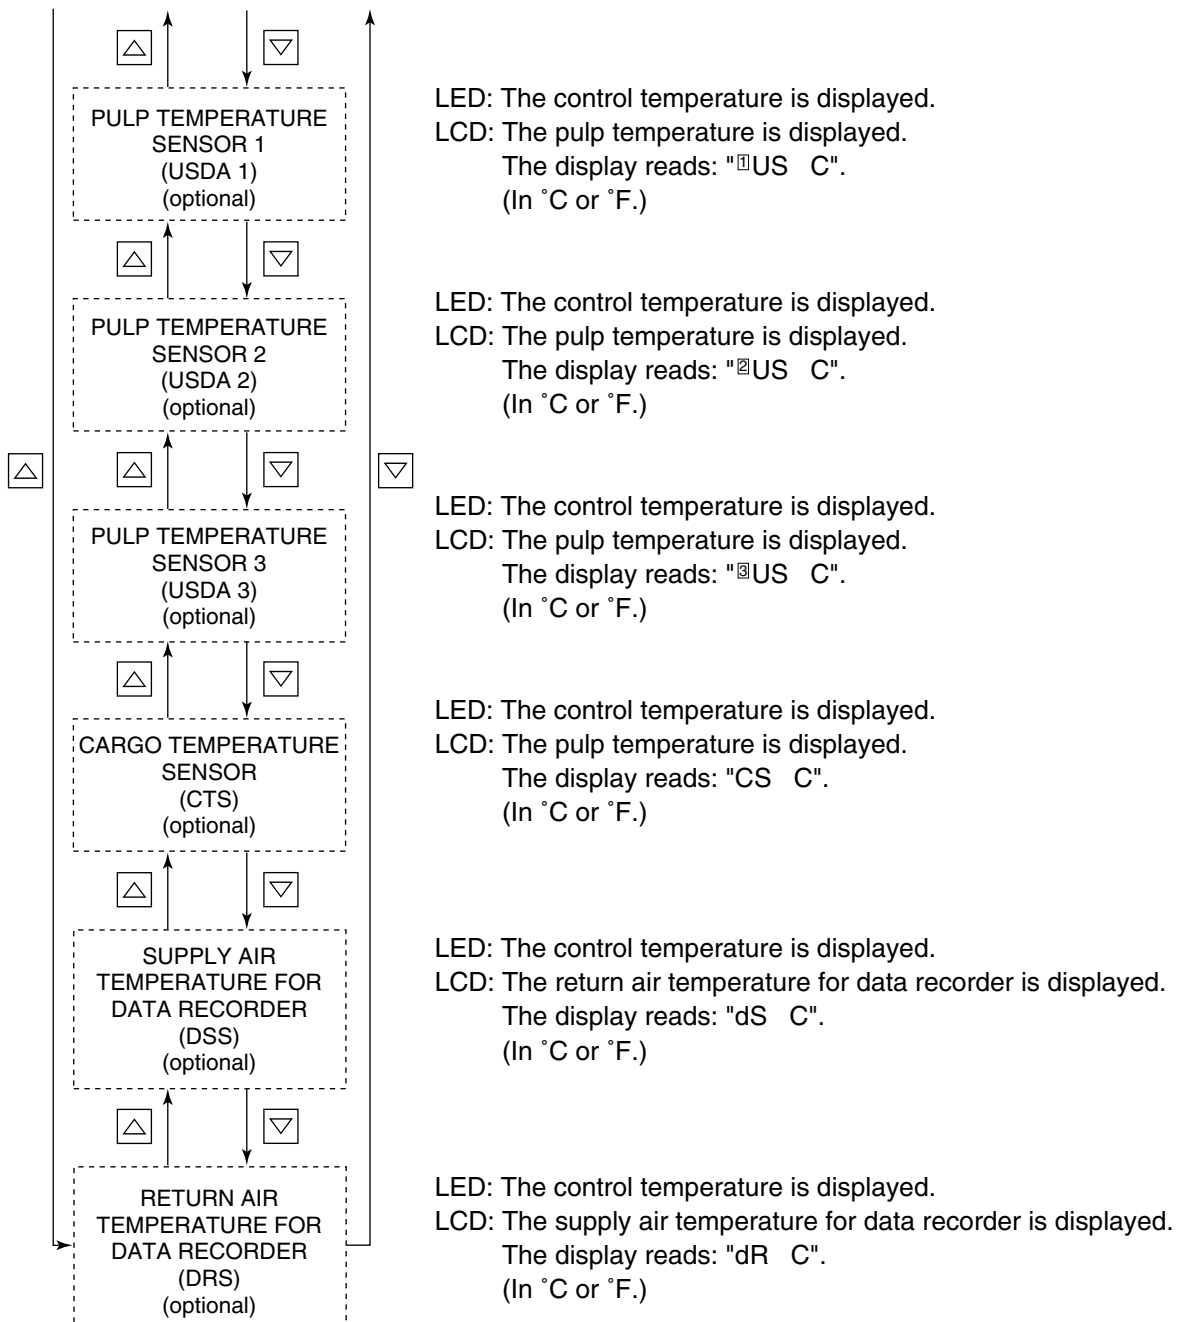 PULP TEMPERATURE
SENSOR 1
(USDA 1)
(optional)
LED: The control temperature is displayed.
LCD: The pulp temperature is displayed.
The display reads: "1US   C".
(In ˚C or ˚F.)
PULP TEMPERATURE
SENSOR 2
(USDA 2)
(optional)
LED: The control temperature is displayed.
LCD: The pulp temperature is displayed.
The display reads: "2US   C".
(In ˚C or ˚F.)
PULP TEMPERATURE
SENSOR 3
(USDA 3)
(optional)
LED: The control temperature is displayed.
LCD: The pulp temperature is displayed.
The display reads: "3US   C".
(In ˚C or ˚F.)
CARGO TEMPERATURE
SENSOR
(CTS)
(optional)
LED: The control temperature is displayed.
LCD: The pulp temperature is displayed.
The display reads: "CS   C".
(In ˚C or ˚F.)
SUPPLY AIR
TEMPERATURE FOR
DATA RECORDER
(DSS)
(optional)
LED: The control temperature is displayed.
LCD: The return air temperature for data recorder is displayed.
The display reads: "dS   C".
(In ˚C or ˚F.)
RETURN AIR
TEMPERATURE FOR
DATA RECORDER
(DRS)
(optional)
LED: The control temperature is displayed.
LCD: The supply air temperature for data recorder is displayed.
The display reads: "dR   C".
(In ˚C or ˚F.)